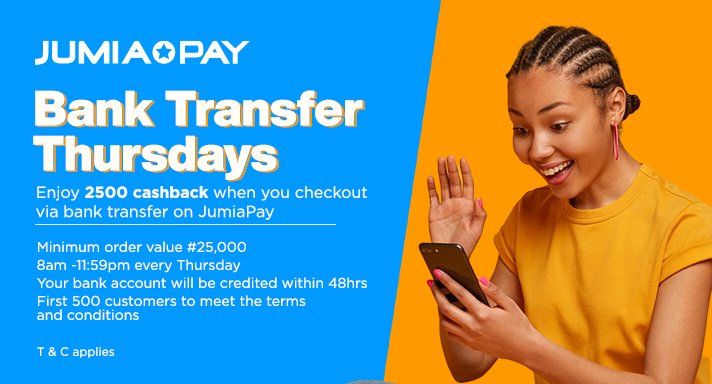 JUMIA PAY
Bank Transfer
Thursdays
Enjoy 2500 cashback when you checkout
via bank transfer on JumiaPay
Minimum order value #25,000
8am -11:59pm every Thursday
Your bank account will be credited within 48hrs
First 500 customers to meet the terms
and conditions
T & C applies